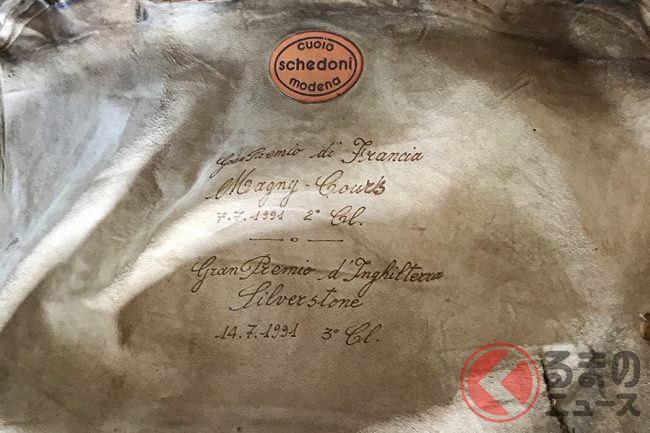 cuoio
schedoni
modena
Gran Premio di Francia
Magny-Cours
7.7.1991 2° Cl.
Gran Premio d'Inghilterra
Silverstone
14.7.1991 3° Cl.
くるまの
ニュース